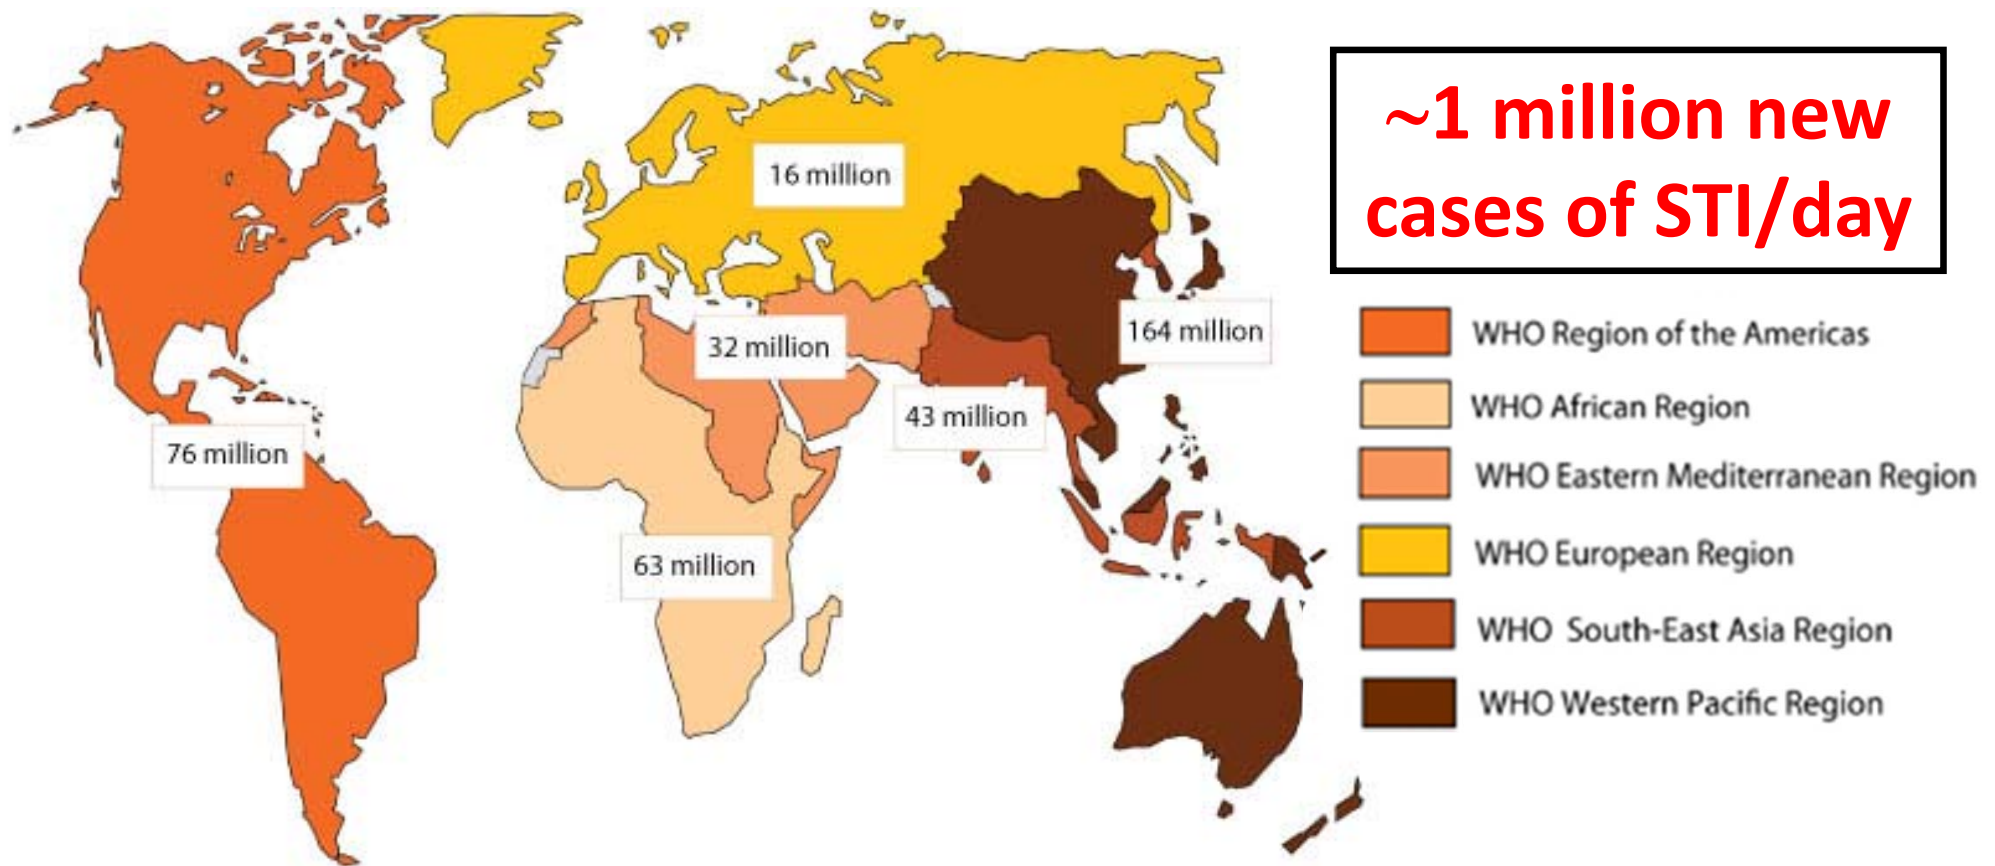 ~1 million new
cases of STI/day
16 million
32 million
164 million
43 million
76 million
63 million
WHO Region of the Americas
WHO African Region
WHO Eastern Mediterranean Region
WHO European Region
WHO South-East Asia Region
WHO Western Pacific Region